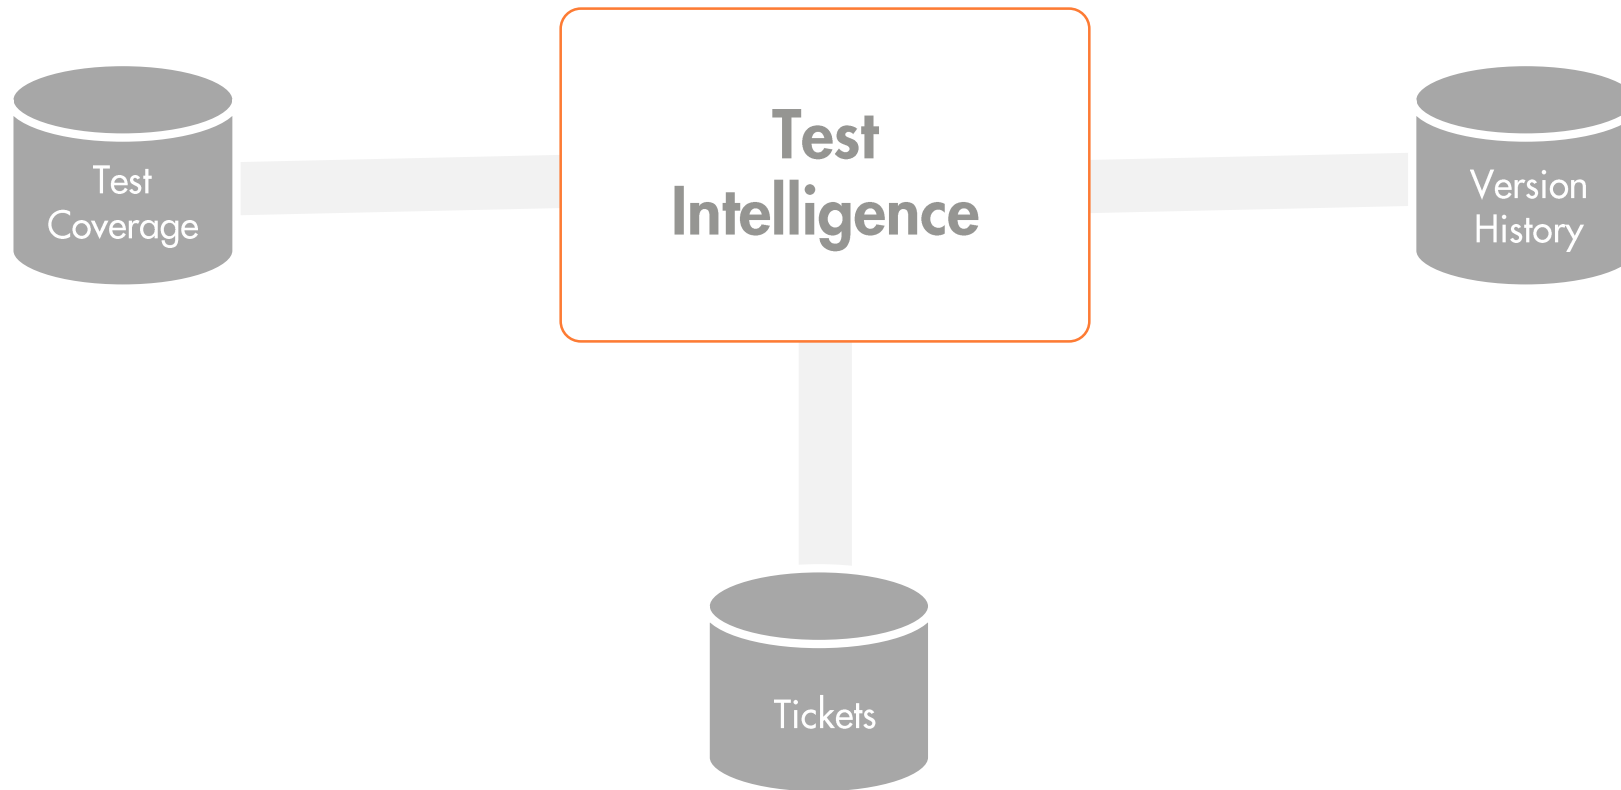 Test
Intelligence
Test
Coverage
Version
History
Tickets